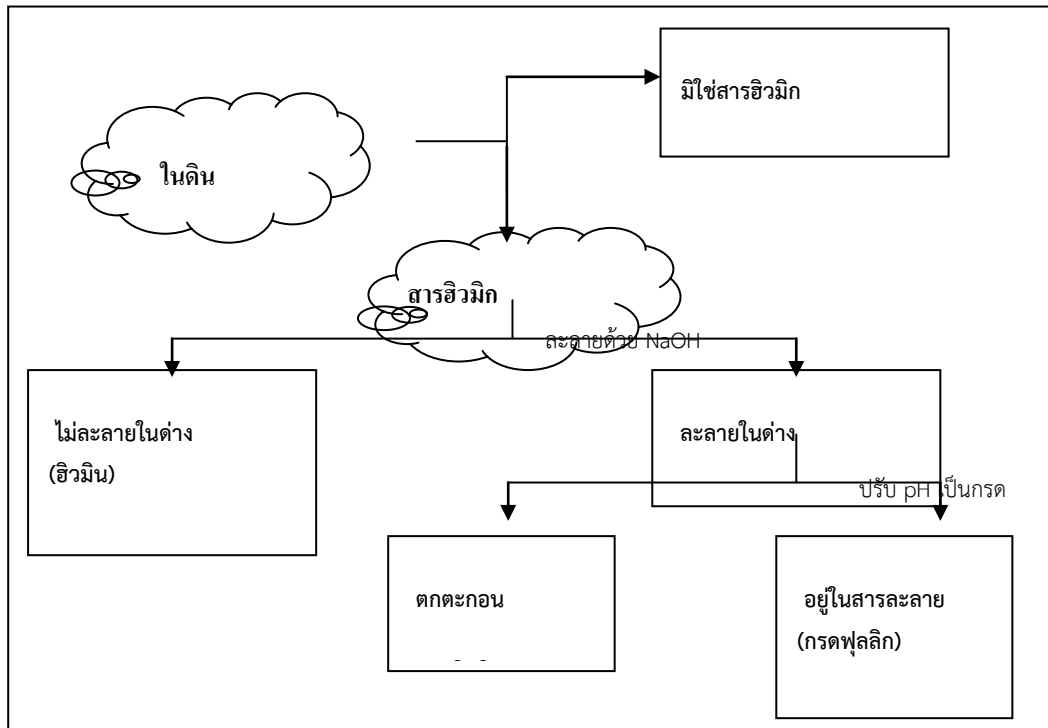 มิใช่สารฮิวมิก
ในดิน
สารฮิวมิก
ละลายด้วย NaOH
ไม่ละลายในด่าง
(ฮิวมิน)
ละลายในด่าง
ปรับ pH เป็นกรด
ตกตะกอน
อยู่ในสารละลาย
(กรดฟุลลิก)